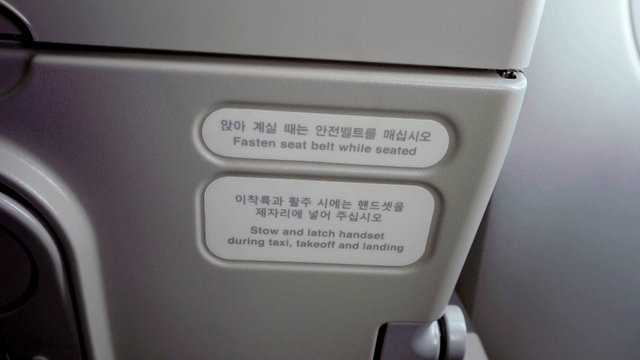 앉아 계실 때는 안전벨트를 매십시오
Fasten seat belt while seated
이착륙과 활주 시에는 핸드셋을
제자리에 넣어 주십시오
Stow and latch handset
during taxi, takeoff and landing